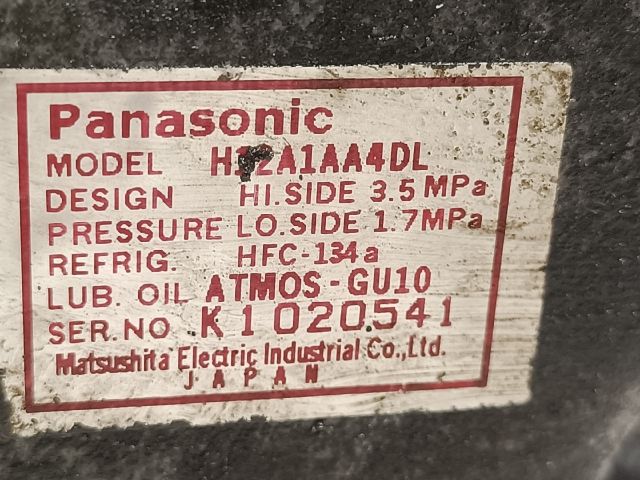 Panasonic
MODEL H12A1AA4DL
DESIGN HI.SIDE 3.5 MPa
PRESSURE LO.SIDE 1.7MPa
REFRIG. HFC-134a
LUB. OIL ATMOS-GU10
SER.NO K1020541
Matsushita Electric Industrial Co.,Ltd.
JAPAN